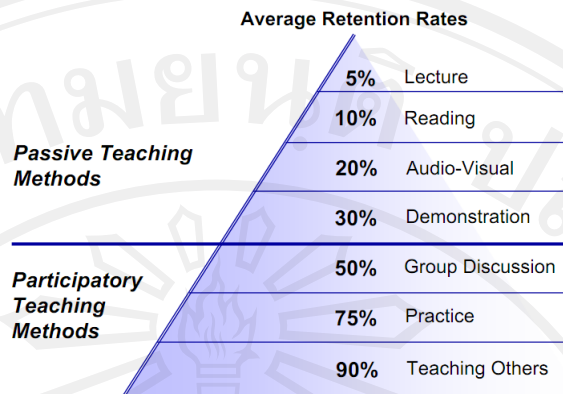 Average Retention Rates
5% Lecture
10% Reading
Passive Teaching
Methods
20% Audio-Visual
30% Demonstration
50% Group Discussion
Participatory
Teaching
Methods
75% Practice
90% Teaching Others